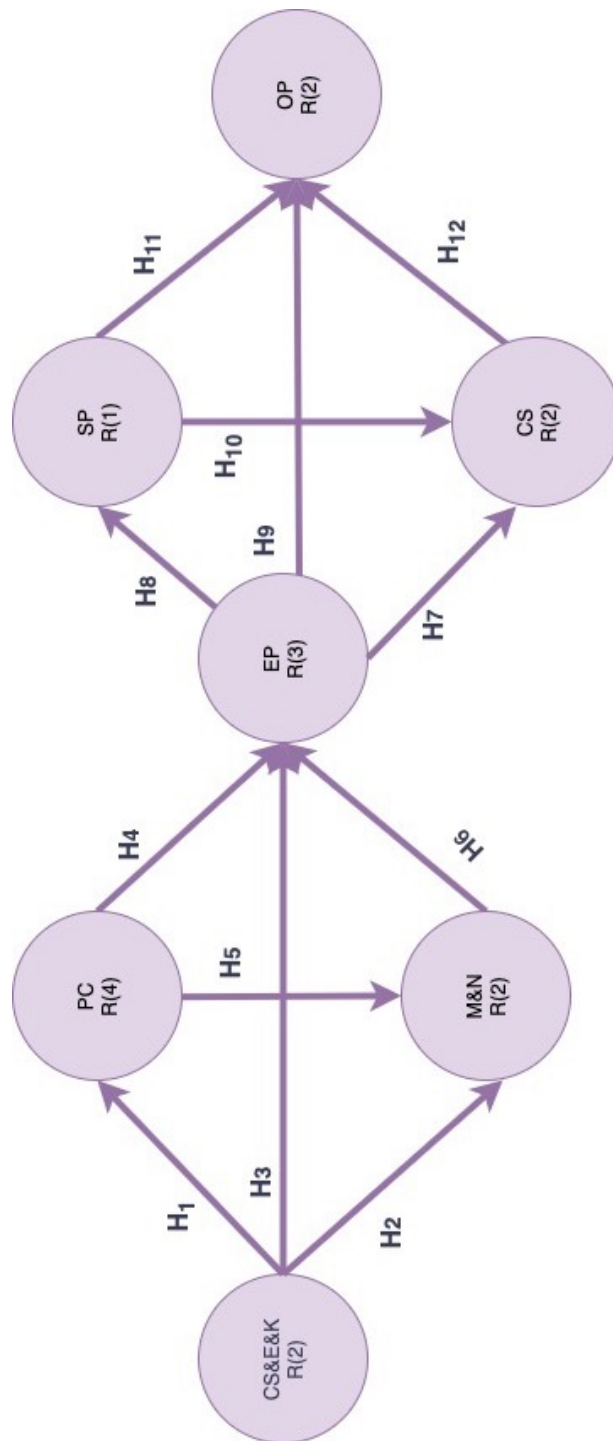 CS&E&K
R(2)
H1
H3
H2
PC
R(4)
H5
M&N
R(2)
H4
H6
EP
R(3)
H8
H9
H7
SP
R(1)
H10
CS
R(2)
H11
H12
OP
R(2)